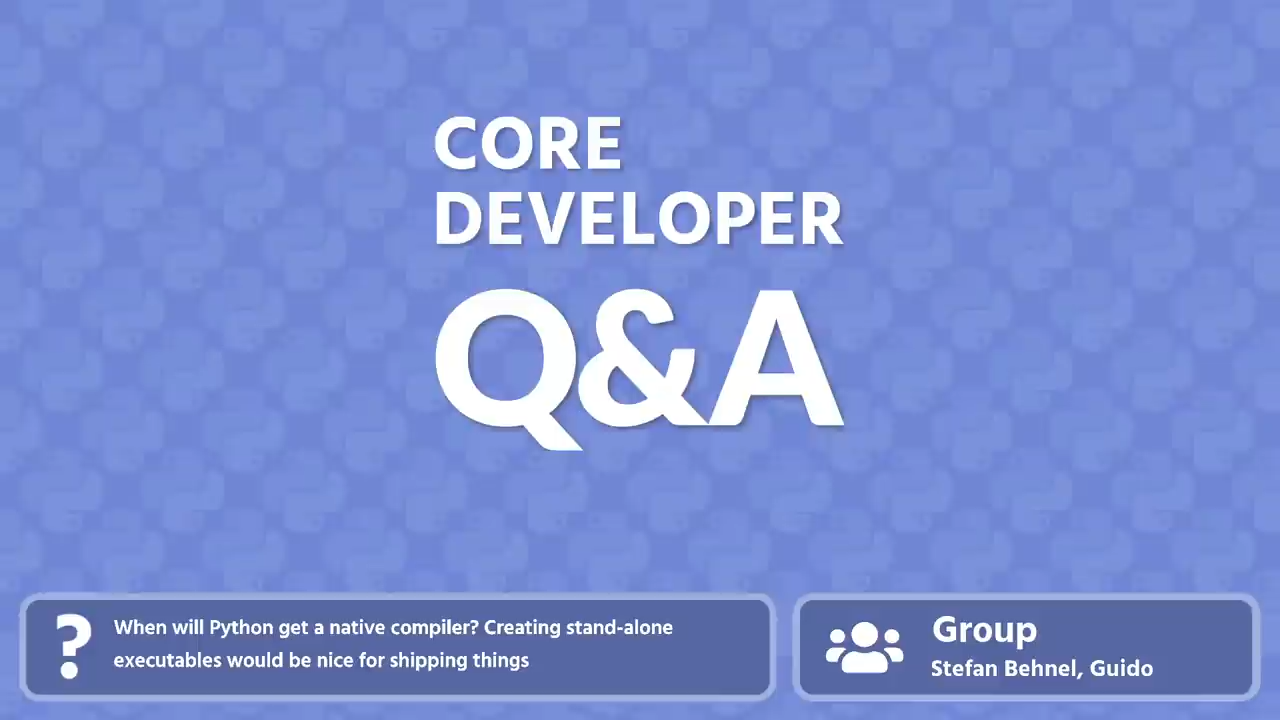 CORE
DEVELOPER
Q&A
When will Python get a native compiler? Creating stand-alone
executables would be nice for shipping things
Group
Stefan Behnel, Guido